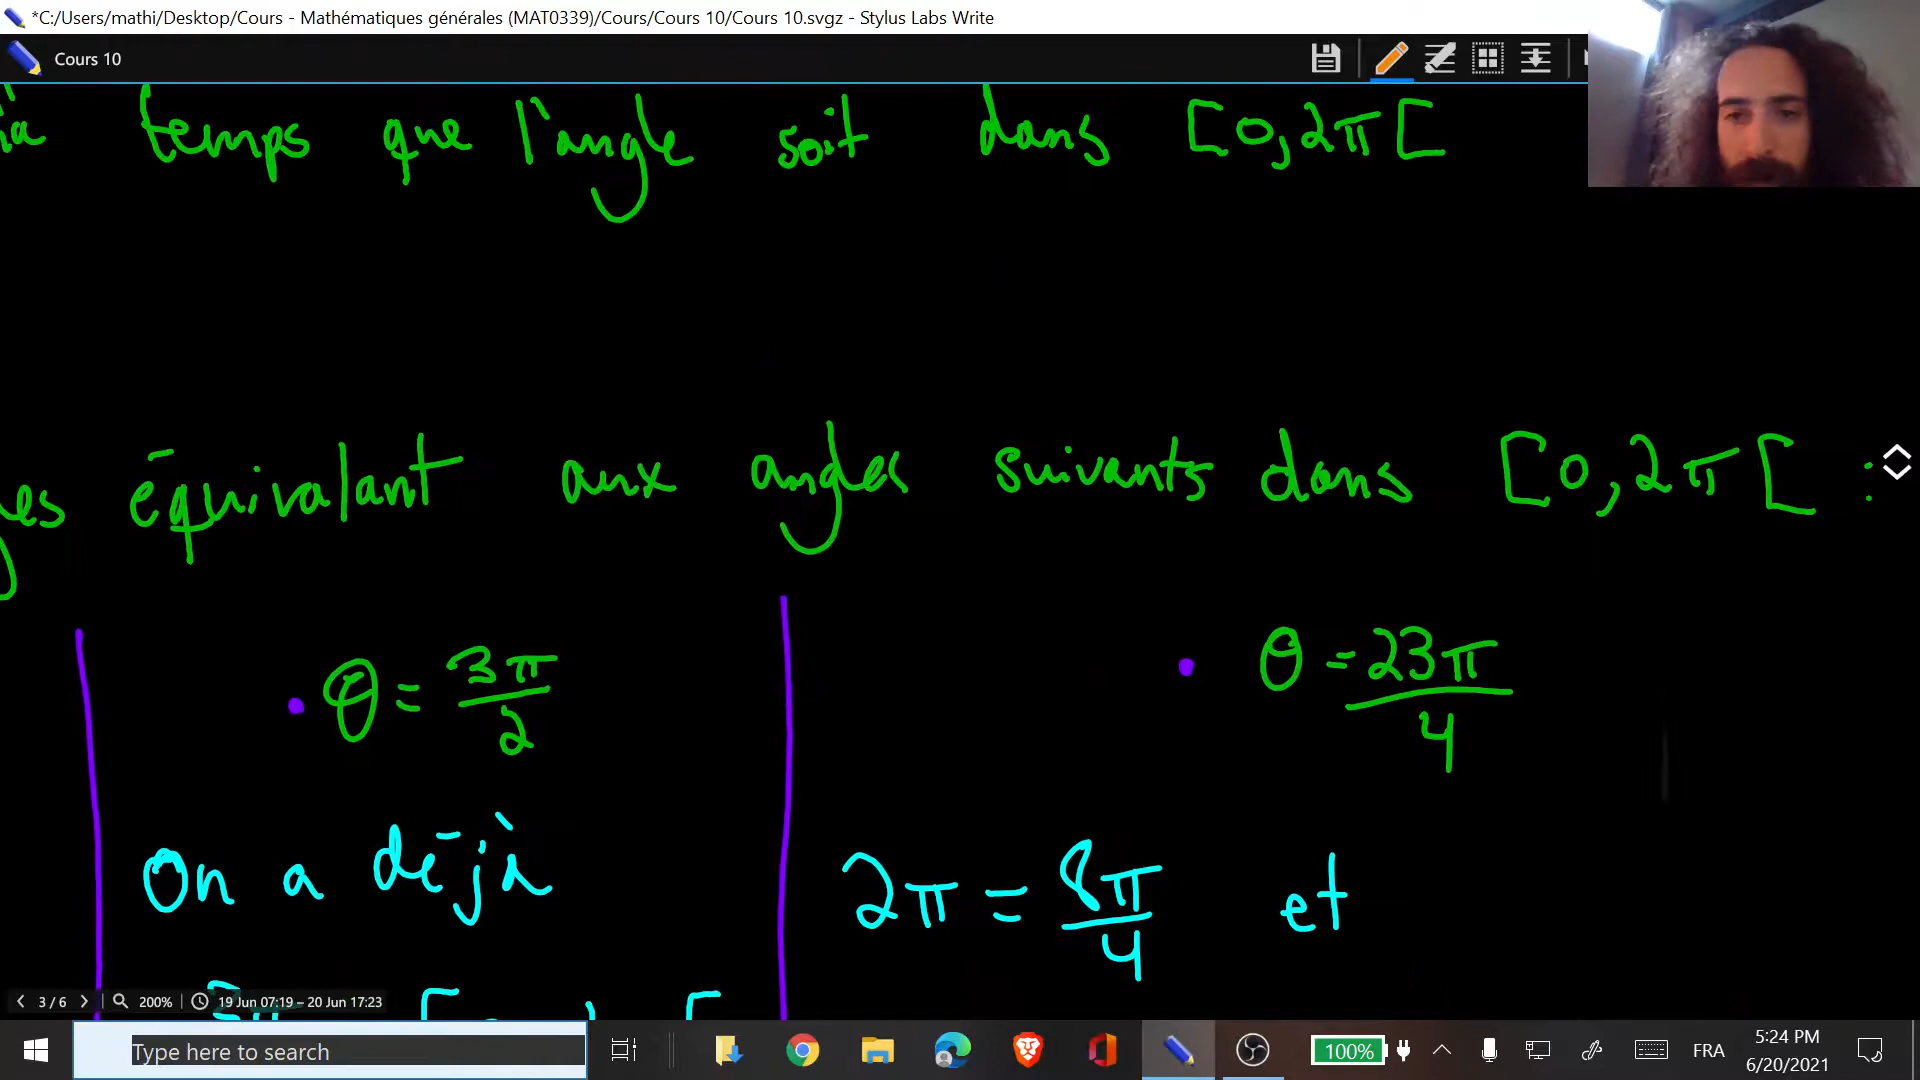 *C:/Users/mathi/Desktop/Cours - Mathématiques générales (MAT0339)/Cours/Cours 10/Cours 10.svgz - Stylus Labs Write
Cours 10
temps que l'angle soit dans [0,2π[
équivalant aux angles suivants dans [0,2π[ :
• θ = 3π/2
• θ = 23π/4
On a déjà
2π = 8π/4 et
3/6 200% 19 Jun 07:19 – 20 Jun 17:23
Type here to search
100% FRA 5:24 PM
6/20/2021